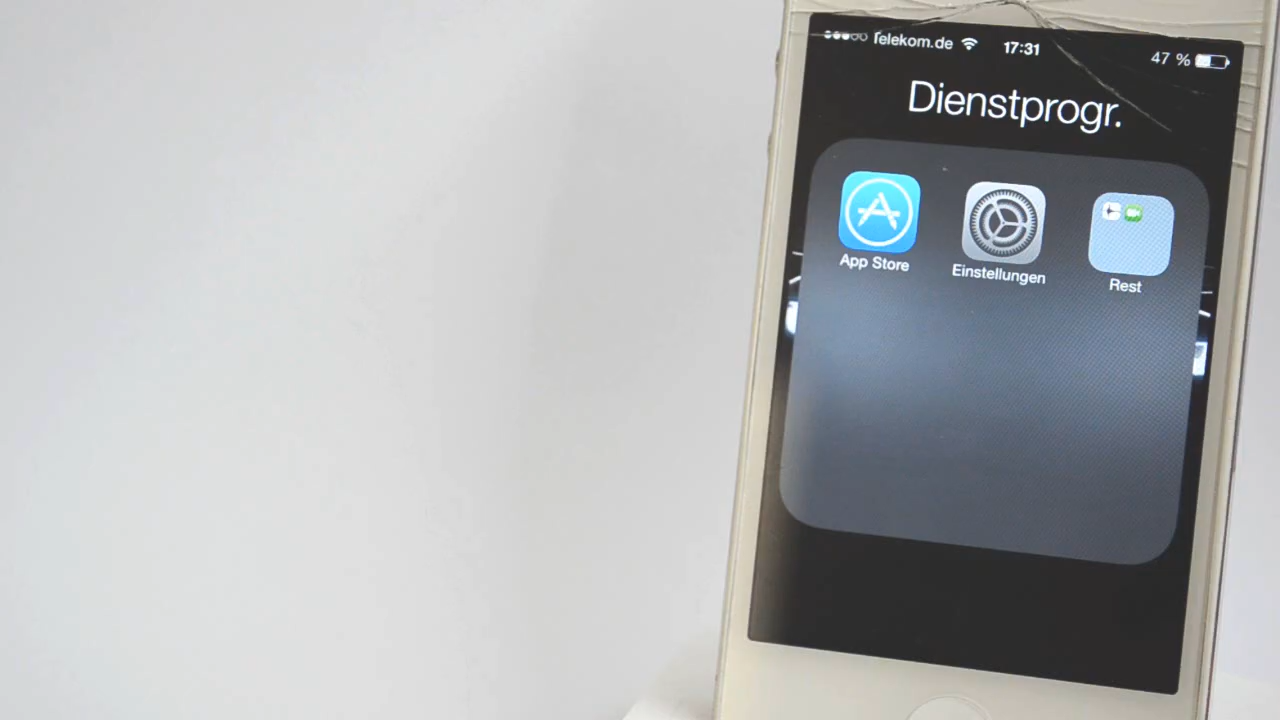 Telekom.de 17:31 47 %
Dienstprogr.
App Store Einstellungen Rest